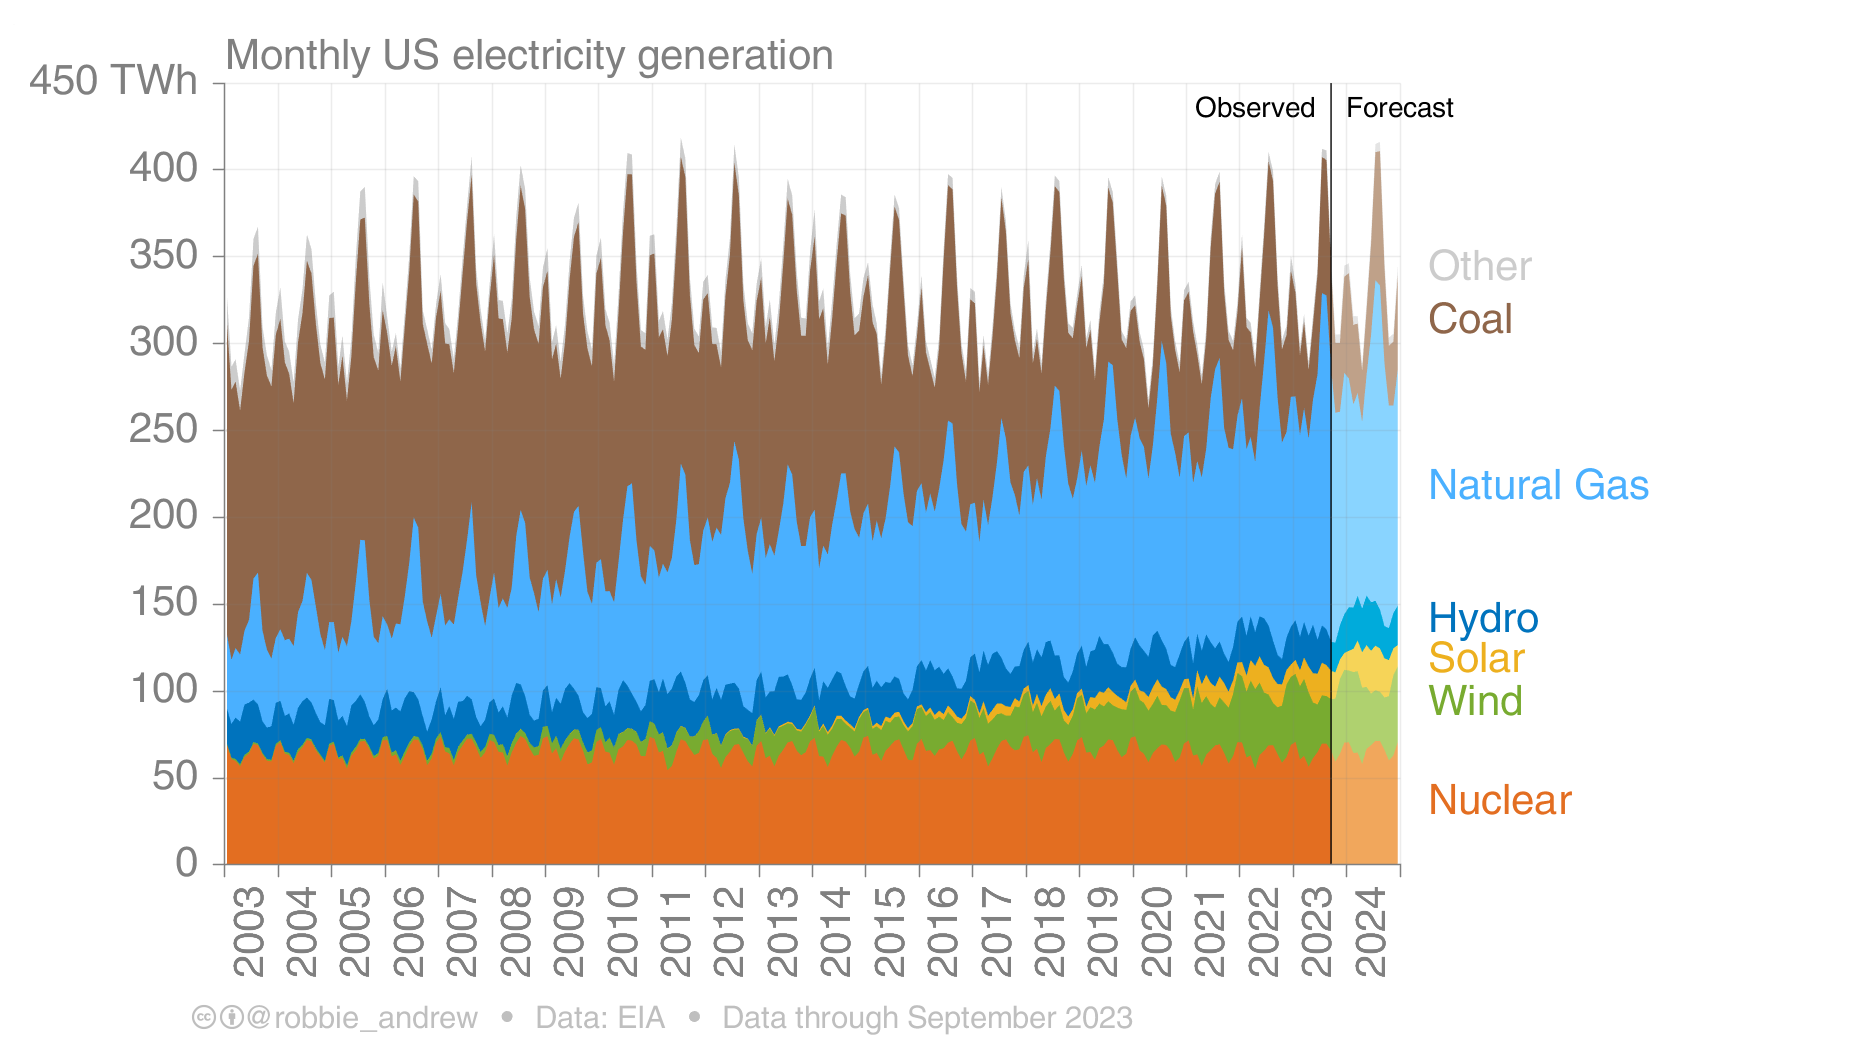 Monthly US electricity generation
450 TWh
Observed
Forecast
400
350
300
250
200
150
100
50
0
Other
Coal
Natural Gas
Hydro
Solar
Wind
Nuclear
2003
2004
2005
2006
2007
2008
2009
2010
2011
2012
2013
2014
2015
2016
2017
2018
2019
2020
2021
2022
2023
2024
cc @robbie_andrew • Data: EIA • Data through September 2023